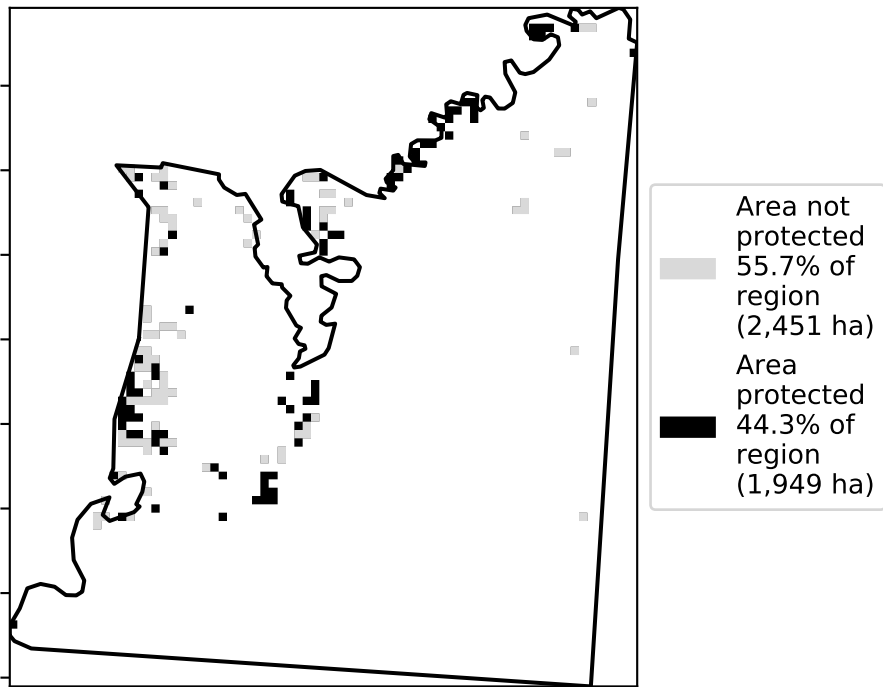 Area not
protected
55.7% of
region
(2,451 ha)
Area
protected
44.3% of
region
(1,949 ha)